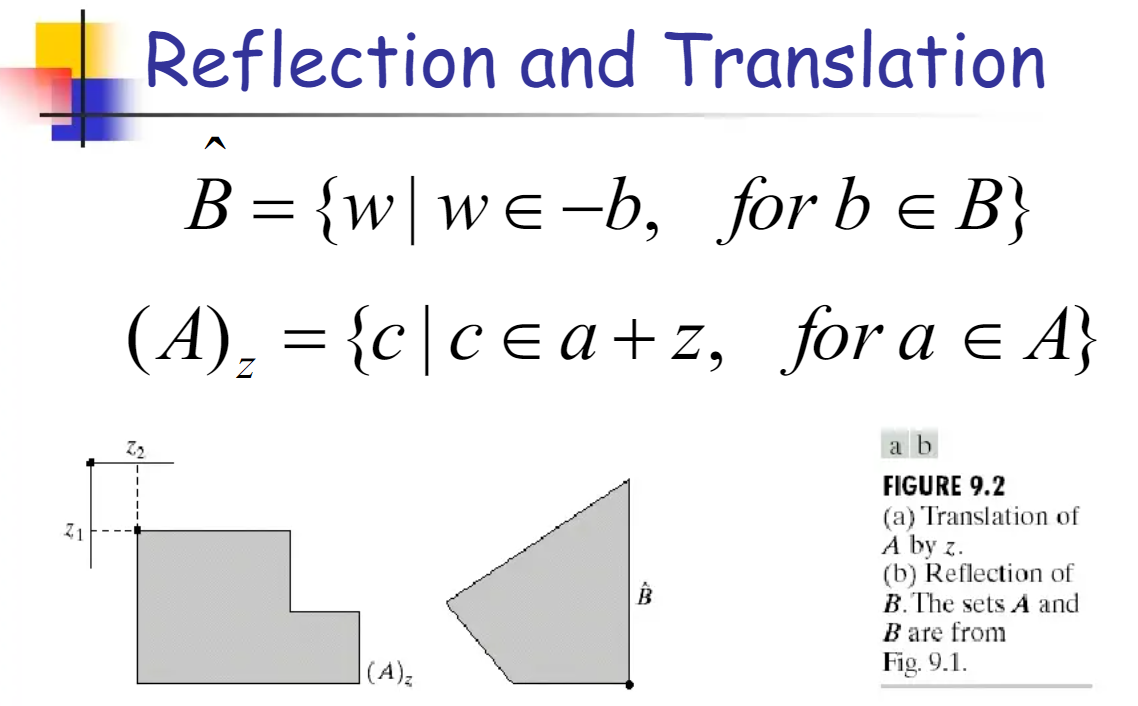 Reflection and Translation
B̂ = {w | w ∈ −b, for b ∈ B}
(A)z = {c | c ∈ a + z, for a ∈ A}
z2
z1
(A)z
B̂
a b
FIGURE 9.2
(a) Translation of
A by z.
(b) Reflection of
B. The sets A and
B are from
Fig. 9.1.